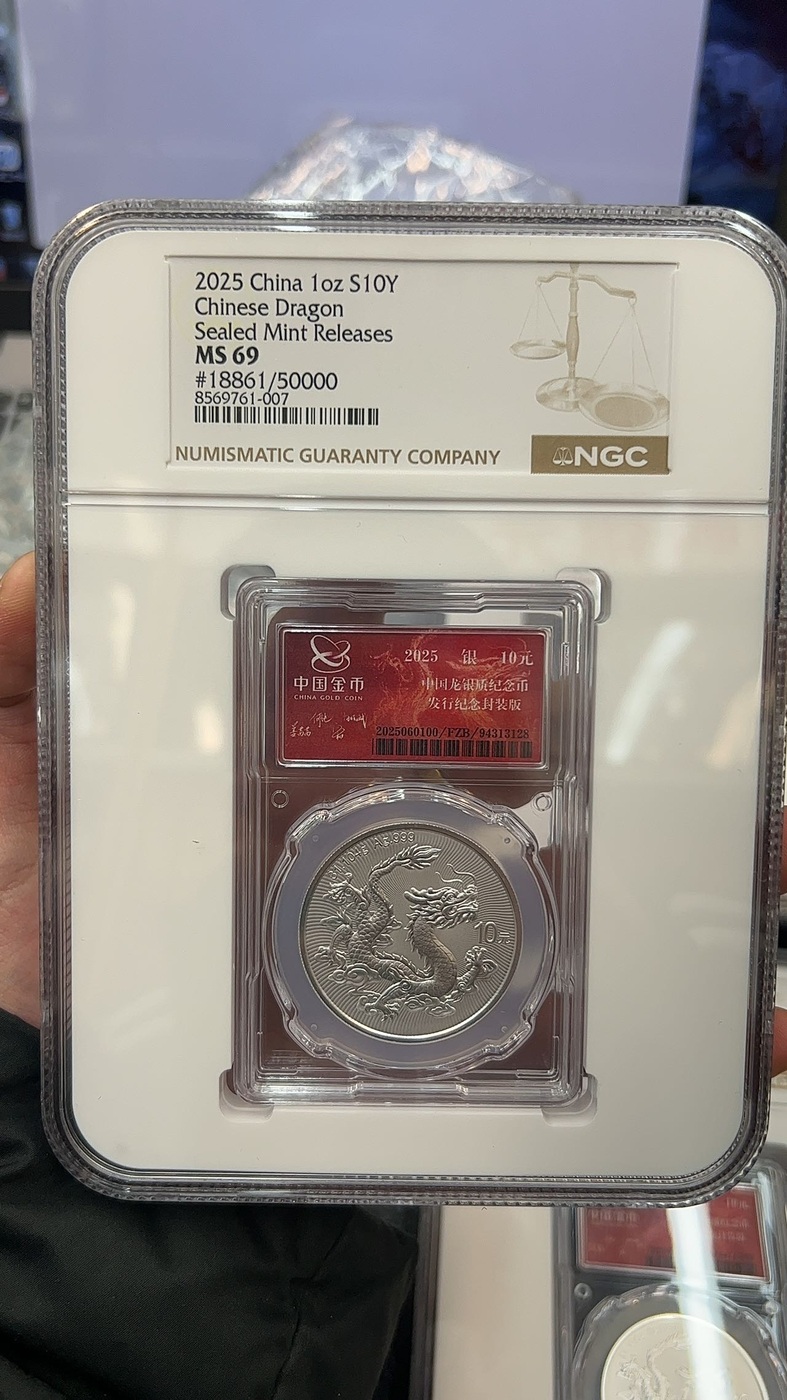 2025 China 1oz S10Y
Chinese Dragon
Sealed Mint Releases
MS 69
#18861/50000
8569761-007
NUMISMATIC GUARANTY COMPANY
NGC
2025 银 10元
中国金币
CHINA GOLD COIN
中国龙银质纪念币
发行纪念封装版
2025060100/FZB/94313128
Ag.999
10元